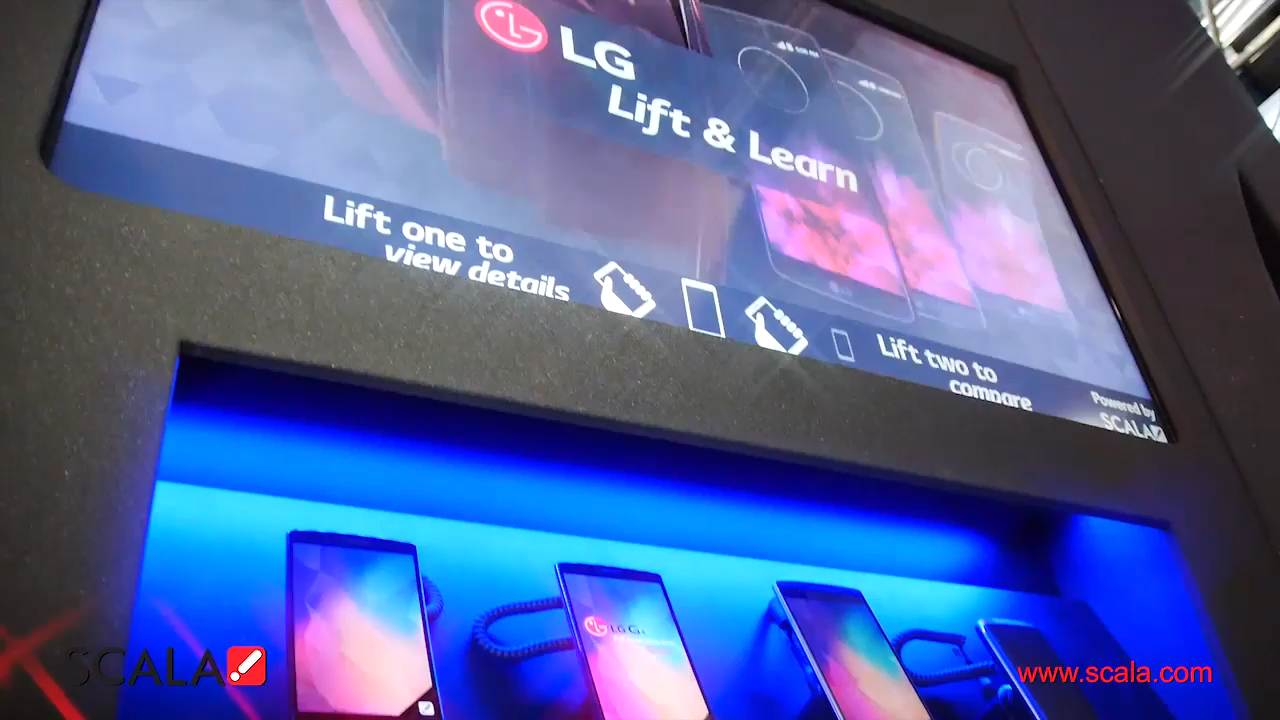 LG
Lift & Learn
Lift one to
view details
Lift two to
compare
Powered by
SCALA
LG G4
SCALA
www.scala.com